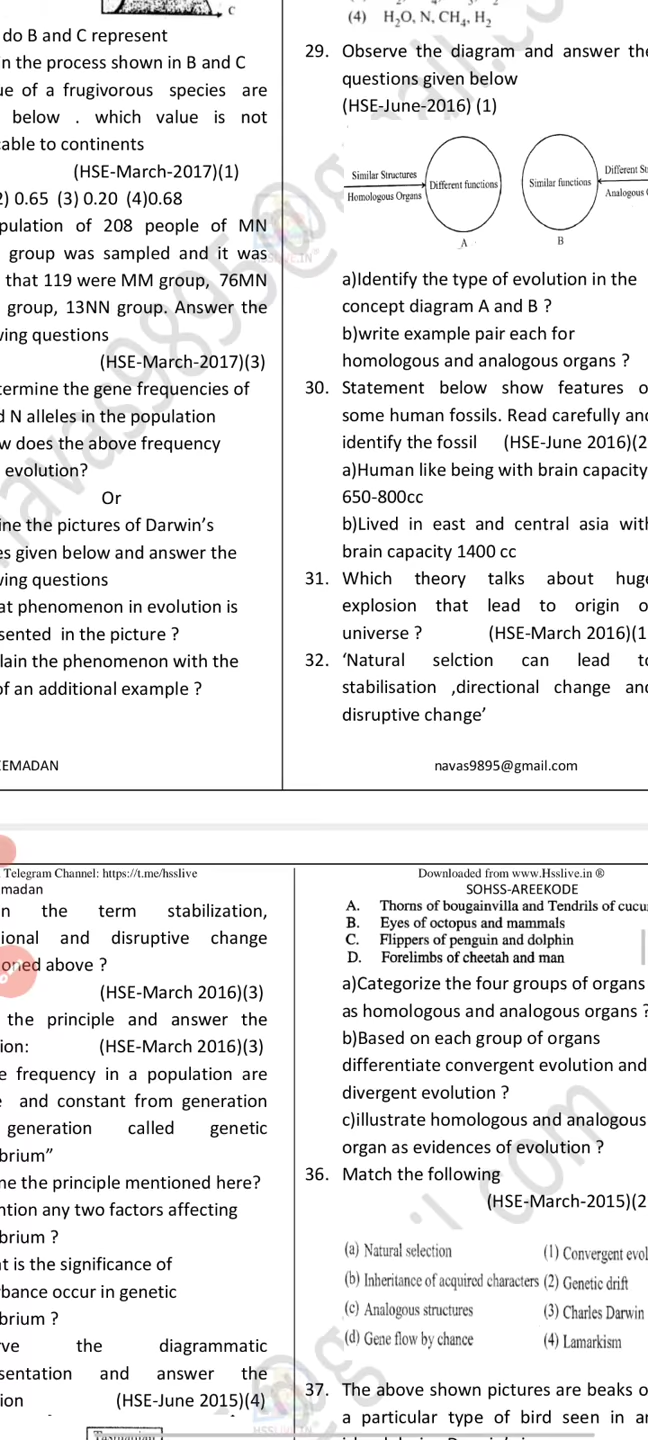 C
do B and C represent
n the process shown in B and C
ue of a frugivorous species are
below . which value is not
cable to continents
(HSE-March-2017)(1)
2) 0.65 (3) 0.20 (4)0.68
pulation of 208 people of MN
group was sampled and it was
that 119 were MM group, 76MN
group, 13NN group. Answer the
wing questions
(HSE-March-2017)(3)
termine the gene frequencies of
d N alleles in the population
w does the above frequency
evolution?
Or
ine the pictures of Darwin's
es given below and answer the
wing questions
at phenomenon in evolution is
sented in the picture ?
lain the phenomenon with the
of an additional example ?
EMADAN
(4) H₂O, N, CH₄, H₂
29. Observe the diagram and answer the
questions given below
(HSE-June-2016) (1)
Similar Structures
Homologous Organs
Different functions
A
Similar functions
B
Different St
Analogous
a)Identify the type of evolution in the
concept diagram A and B ?
b)write example pair each for
homologous and analogous organs ?
30. Statement below show features o
some human fossils. Read carefully and
identify the fossil (HSE-June 2016)(2
a)Human like being with brain capacity
650-800cc
b)Lived in east and central asia with
brain capacity 1400 cc
31. Which theory talks about huge
explosion that lead to origin o
universe ? (HSE-March 2016)(1
32. ‘Natural selction can lead to
stabilisation ,directional change and
disruptive change’
navas9895@gmail.com
Telegram Channel: https://t.me/hsslive
madan
n the term stabilization,
ional and disruptive change
oned above ?
(HSE-March 2016)(3)
the principle and answer the
ion: (HSE-March 2016)(3)
e frequency in a population are
and constant from generation
generation called genetic
brium”
me the principle mentioned here?
ntion any two factors affecting
brium ?
at is the significance of
rbance occur in genetic
brium ?
rve the diagrammatic
sentation and answer the
ion (HSE-June 2015)(4)
Tasmanian
Downloaded from www.Hsslive.in ®
SOHSS-AREEKODE
A. Thorns of bougainvilla and Tendrils of cucu
B. Eyes of octopus and mammals
C. Flippers of penguin and dolphin
D. Forelimbs of cheetah and man
a)Categorize the four groups of organs
as homologous and analogous organs ?
b)Based on each group of organs
differentiate convergent evolution and
divergent evolution ?
c)illustrate homologous and analogous
organ as evidences of evolution ?
36. Match the following
(HSE-March-2015)(2
(a) Natural selection (1) Convergent evol
(b) Inheritance of acquired characters (2) Genetic drift
(c) Analogous structures (3) Charles Darwin
(d) Gene flow by chance (4) Lamarkism
37. The above shown pictures are beaks o
a particular type of bird seen in an